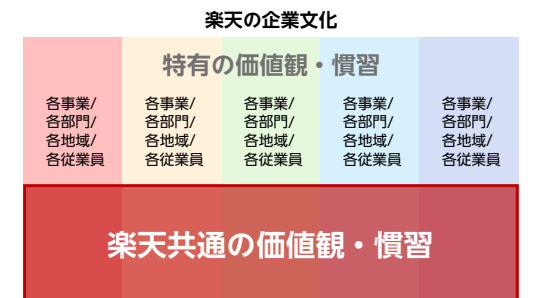 楽天の企業文化
特有の価値観・慣習
各事業/
各部門/
各地域/
各従業員
各事業/
各部門/
各地域/
各従業員
各事業/
各部門/
各地域/
各従業員
各事業/
各部門/
各地域/
各従業員
各事業/
各部門/
各地域/
各従業員
楽天共通の価値観・慣習